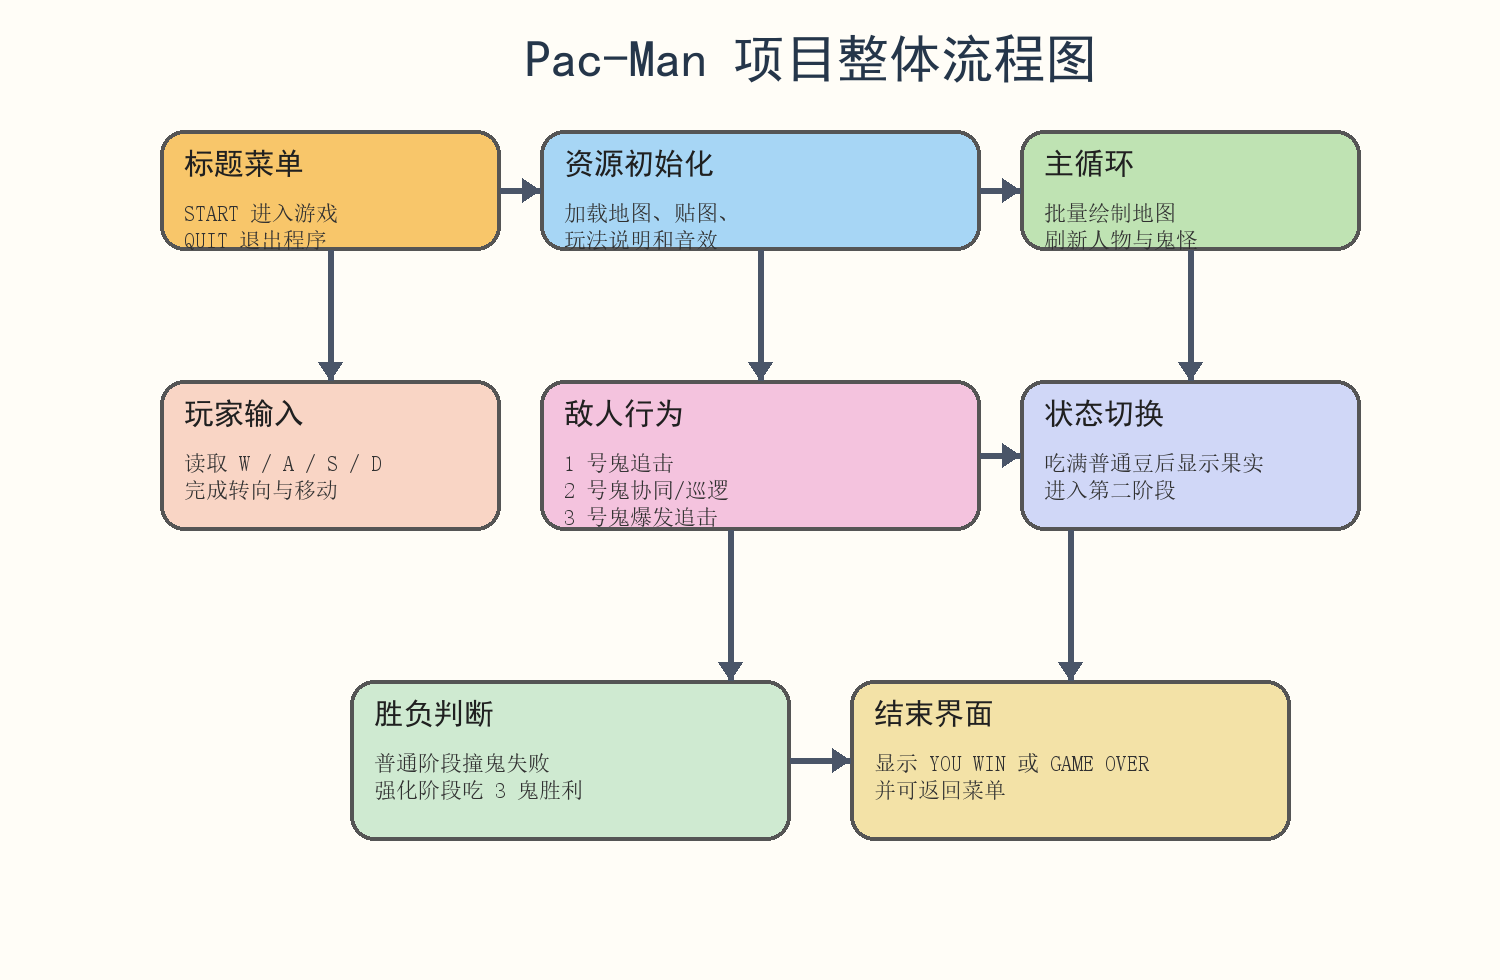 Pac-Man 项目整体流程图
标题菜单
START 进入游戏
QUIT 退出程序
资源初始化
加载地图、贴图、
玩法说明和音效
主循环
批量绘制地图
刷新人物与鬼怪
玩家输入
读取 W / A / S / D
完成转向与移动
敌人行为
1 号鬼追击
2 号鬼协同/巡逻
3 号鬼爆发追击
状态切换
吃满普通豆后显示果实
进入第二阶段
胜负判断
普通阶段撞鬼失败
强化阶段吃 3 鬼胜利
结束界面
显示 YOU WIN 或 GAME OVER
并可返回菜单